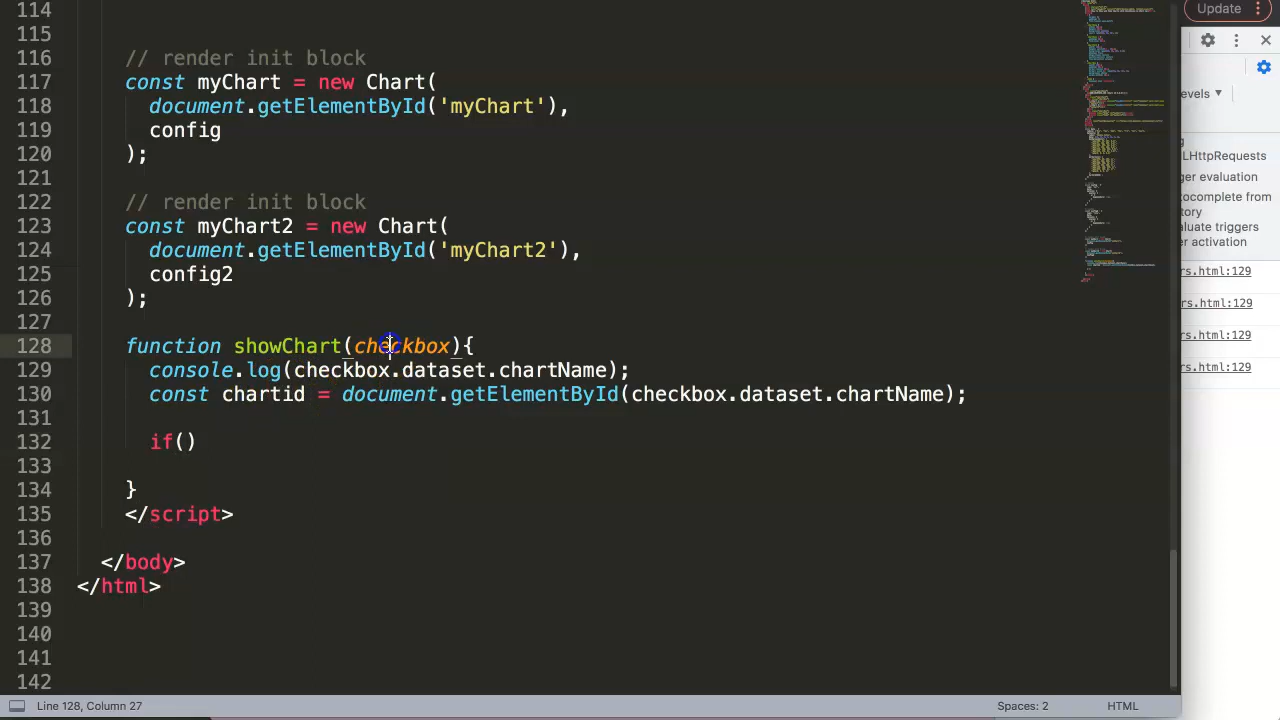 114
115
116 // render init block
117 const myChart = new Chart(
118 document.getElementById('myChart'),
119 config
120 );
121
122 // render init block
123 const myChart2 = new Chart(
124 document.getElementById('myChart2'),
125 config2
126 );
127
128 function showChart(checkbox){
129 console.log(checkbox.dataset.chartName);
130 const chartid = document.getElementById(checkbox.dataset.chartName);
131
132 if()
133
134 }
135 </script>
136
137 </body>
138 </html>
139
140
141
142
Line 128, Column 27
Spaces: 2
HTML
Update
evels ▼
g
LHttpRequests
ger evaluation
utocomplete from
tory
aluate triggers
er activation
rs.html:129
rs.html:129
rs.html:129
rs.html:129